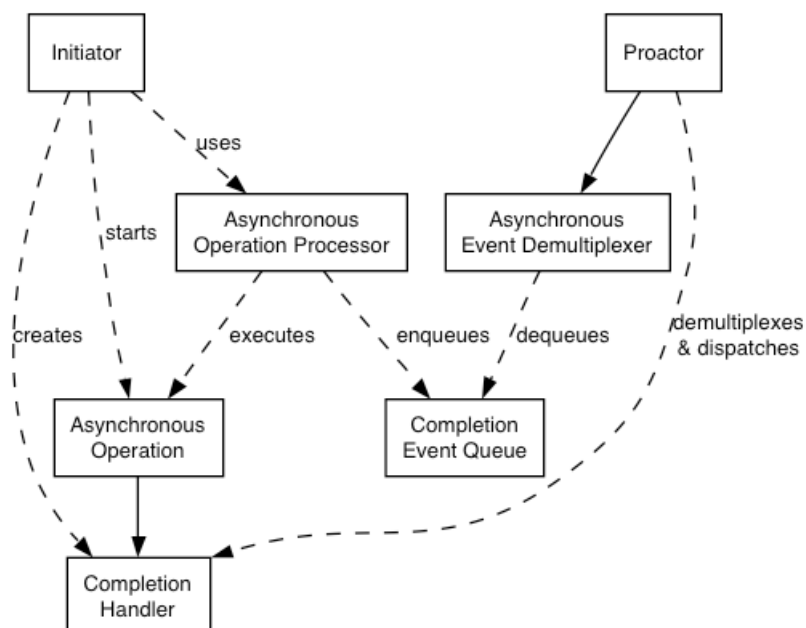 Initiator
Proactor
uses
Asynchronous
Operation Processor
Asynchronous
Event Demultiplexer
starts
creates
executes
enqueues
dequeues
demultiplexes
& dispatches
Asynchronous
Operation
Completion
Event Queue
Completion
Handler